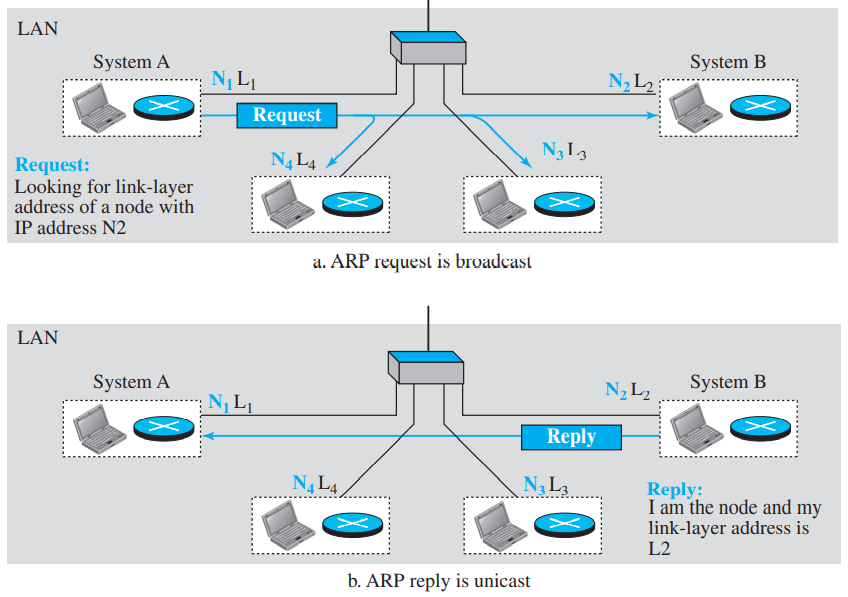 LAN
System A
System B
N1 L1
N2 L2
Request
N4 L4
N3 L3
Request:
Looking for link-layer
address of a node with
IP address N2
a. ARP request is broadcast
LAN
System A
System B
N1 L1
N2 L2
Reply
N4 L4
N3 L3
Reply:
I am the node and my
link-layer address is
L2
b. ARP reply is unicast